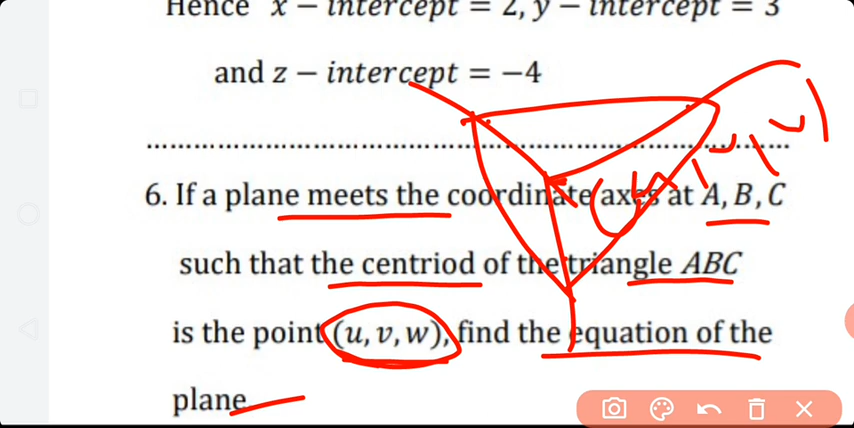 Hence x − intercept = 2, y − intercept = 3
and z − intercept = −4
6. If a plane meets the coordinate axes at A, B, C
such that the centriod of the triangle ABC
is the point (u, v, w), find the equation of the
plane